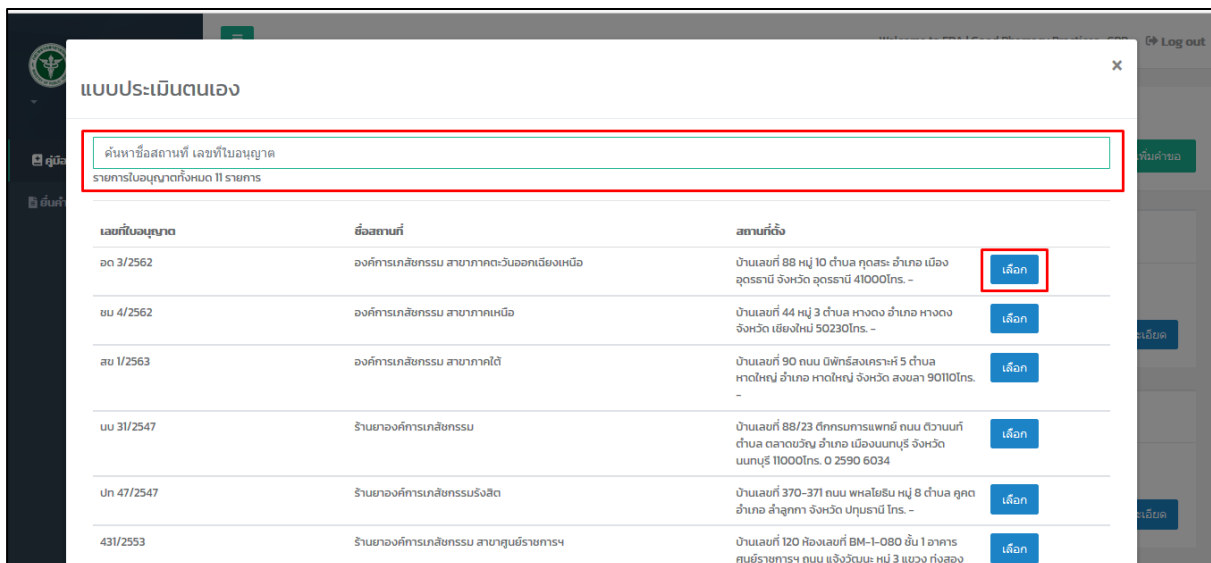 Log out
×
แบบประเมินตนเอง
ค้นหาชื่อสถานที่ เลขที่ใบอนุญาต
รายการใบอนุญาตทั้งหมด 11 รายการ
เลขที่ใบอนุญาต ชื่อสถานที่ สถานที่ตั้ง
อด 3/2562 องค์การเภสัชกรรม สาขาภาคตะวันออกเฉียงเหนือ บ้านเลขที่ 88 หมู่ 10 ตำบล กุดสระ อำเภอ เมือง
อุดรธานี จังหวัด อุดรธานี 41000โทร. -
เลือก
ชม 4/2562 องค์การเภสัชกรรม สาขาภาคเหนือ บ้านเลขที่ 44 หมู่ 3 ตำบล หางดง อำเภอ หางดง
จังหวัด เชียงใหม่ 50230โทร. -
เลือก
สข 1/2563 องค์การเภสัชกรรม สาขาภาคใต้ บ้านเลขที่ 90 ถนน นิพัทธ์สงเคราะห์ 5 ตำบล
หาดใหญ่ อำเภอ หาดใหญ่ จังหวัด สงขลา 90110โทร.
-
เลือก
นบ 31/2547 ร้านยาองค์การเภสัชกรรม บ้านเลขที่ 88/23 ตึกกรมการแพทย์ ถนน ติวานนท์
ตำบล ตลาดขวัญ อำเภอ เมืองนนทบุรี จังหวัด
นนทบุรี 11000โทร. 0 2590 6034
เลือก
ปท 47/2547 ร้านยาองค์การเภสัชกรรมรังสิต บ้านเลขที่ 370-371 ถนน พหลโยธิน หมู่ 8 ตำบล คูคต
อำเภอ ลำลูกกา จังหวัด ปทุมธานี โทร. -
เลือก
431/2553 ร้านยาองค์การเภสัชกรรม สาขาศูนย์ราชการฯ บ้านเลขที่ 120 ห้องเลขที่ BM-1-080 ชั้น 1 อาคาร
ศูนย์ราชการฯ ถนน แจ้งวัฒนะ หมู่ 3 แขวง ทุ่งสอง
เลือก